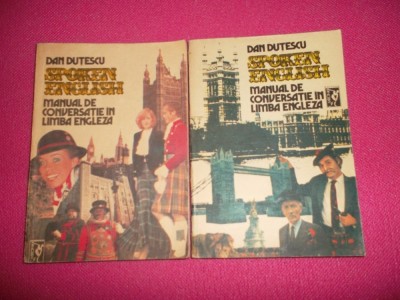 DAN DUȚESCU
SPOKEN
ENGLISH
MANUAL DE
CONVERSATIE IN
LIMBA ENGLEZA
DAN DUTESCU
SPOKEN
ENGLISH
MANUAL DE
CONVERSATIE IN
LIMBA ENGLEZA